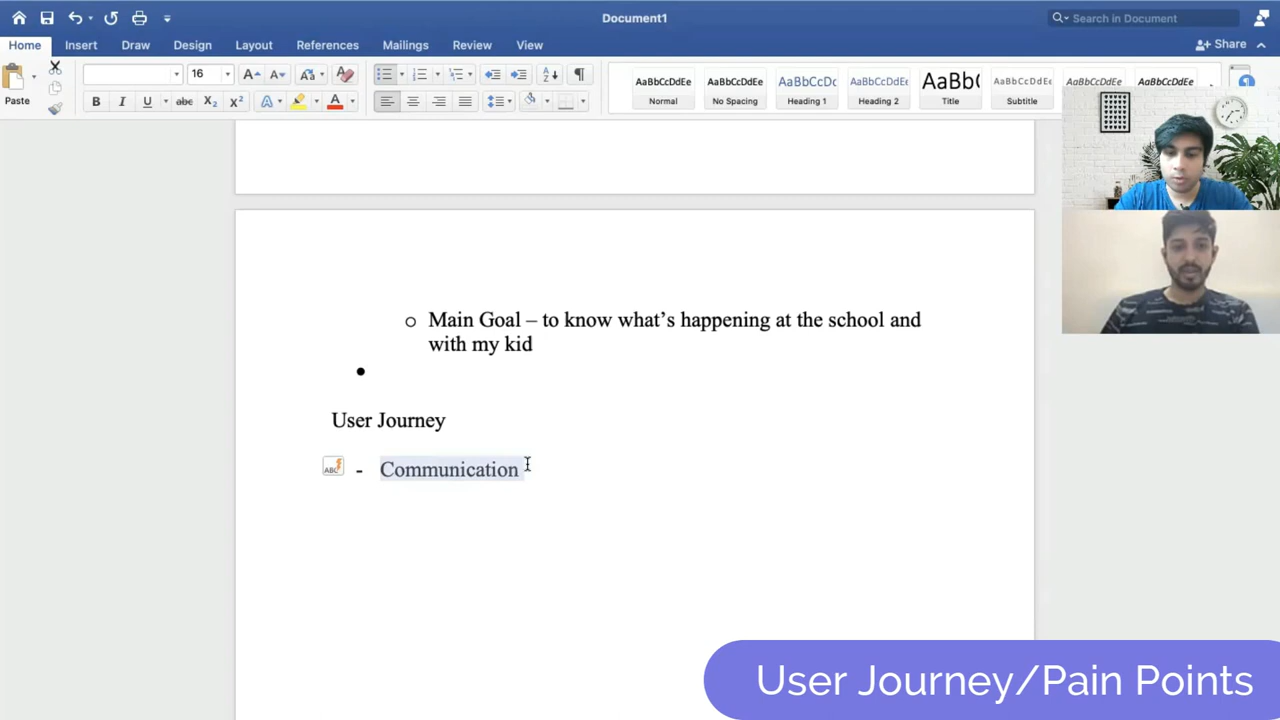 Document1
Search in Document
Home Insert Draw Design Layout References Mailings Review View
Share
Paste
16
AaBbCcDdEe AaBbCcDdEe AaBbCcDc AaBbCcDdEe AaBb( AaBbCcDdEe AaBbCcDdEe AaBbCcDdEe
Normal No Spacing Heading 1 Heading 2 Title Subtitle
o Main Goal – to know what’s happening at the school and
with my kid
•
User Journey
- Communication
User Journey/Pain Points